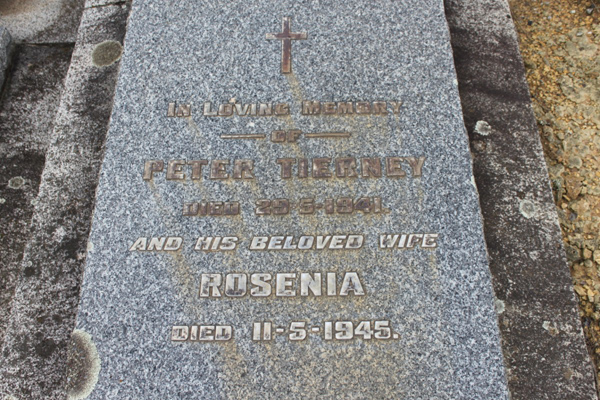 IN LOVING MEMORY
OF
PETER TIERNEY
DIED 29-5-1941.
AND HIS BELOVED WIFE
ROSENIA
DIED 11-5-1945.